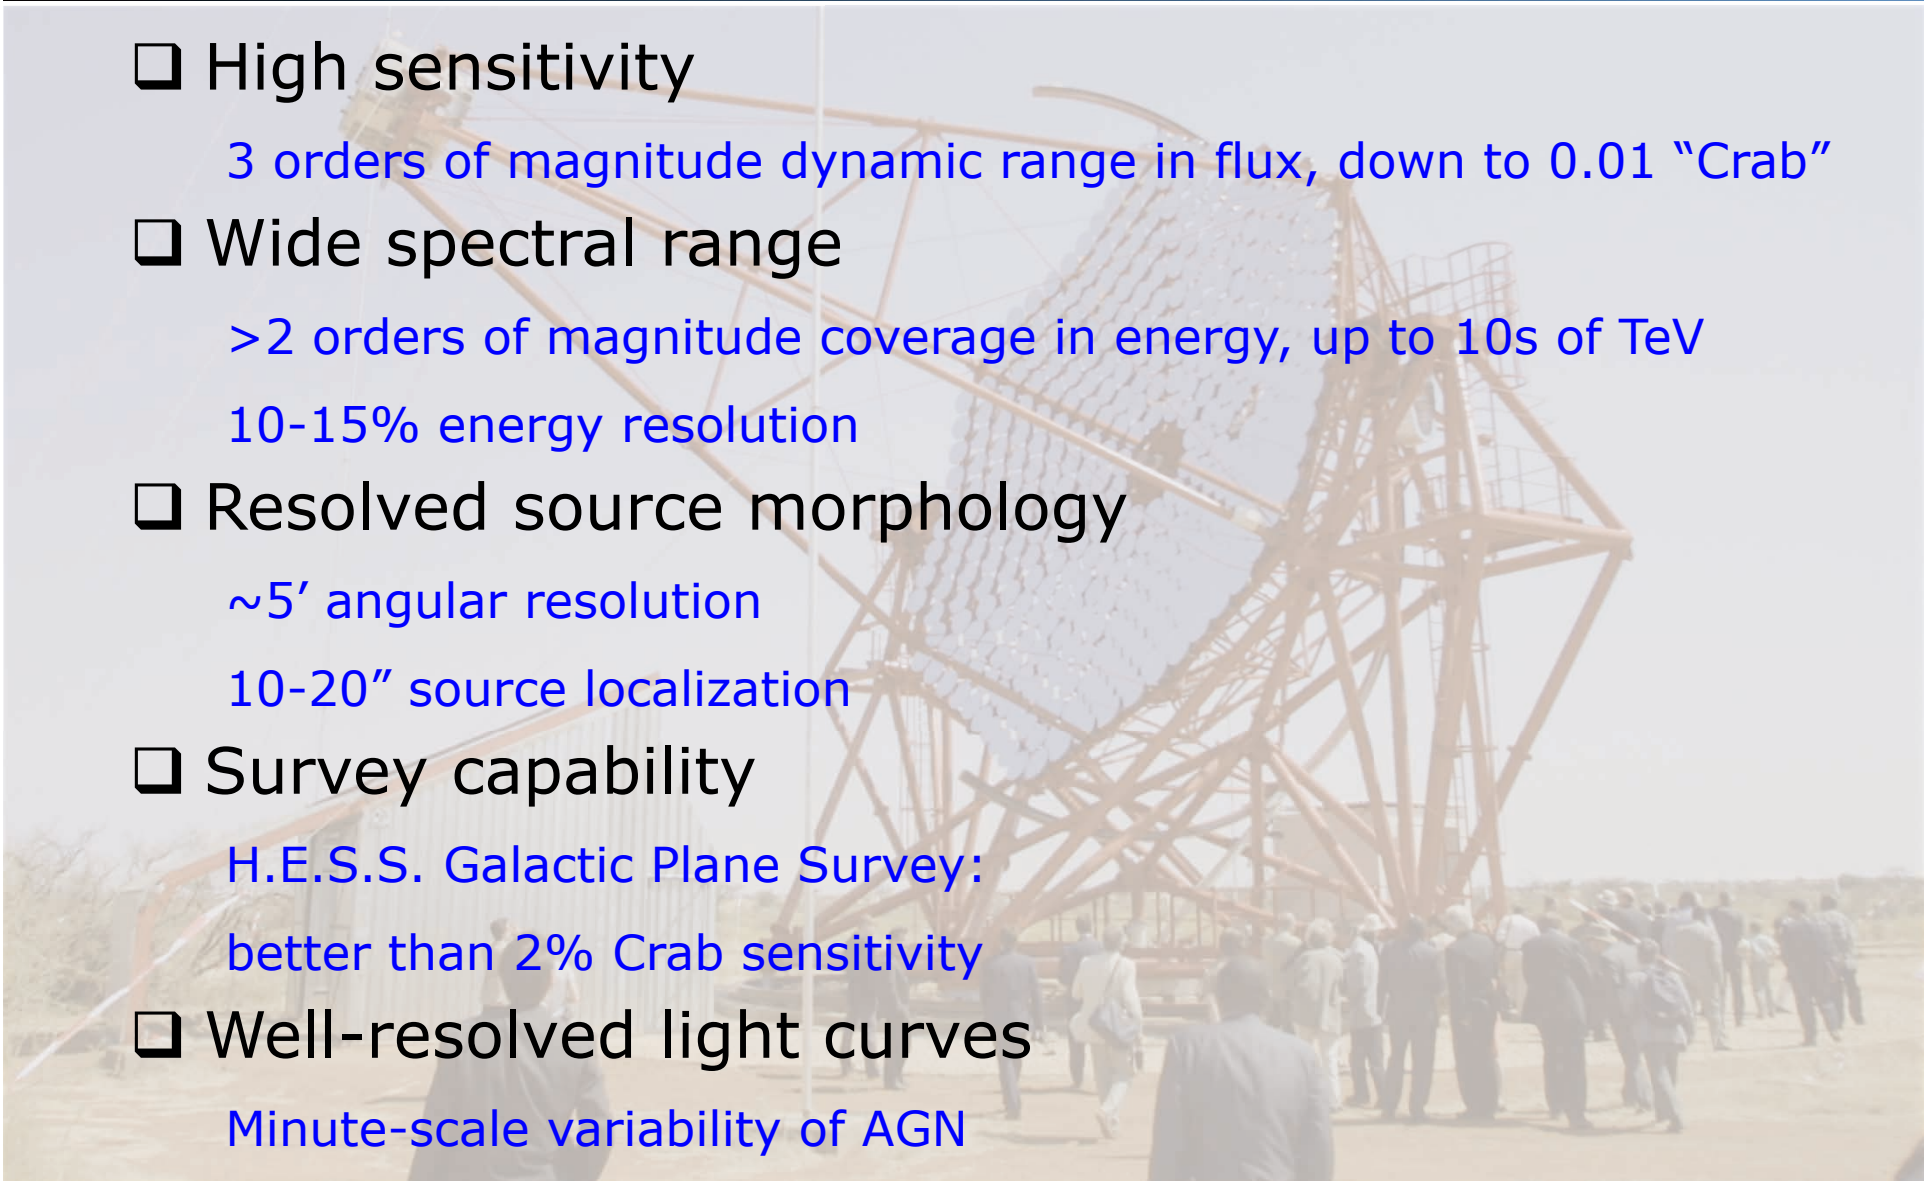 ❑ High sensitivity
3 orders of magnitude dynamic range in flux, down to 0.01 “Crab”
❑ Wide spectral range
>2 orders of magnitude coverage in energy, up to 10s of TeV
10-15% energy resolution
❑ Resolved source morphology
~5’ angular resolution
10-20” source localization
❑ Survey capability
H.E.S.S. Galactic Plane Survey:
better than 2% Crab sensitivity
❑ Well-resolved light curves
Minute-scale variability of AGN